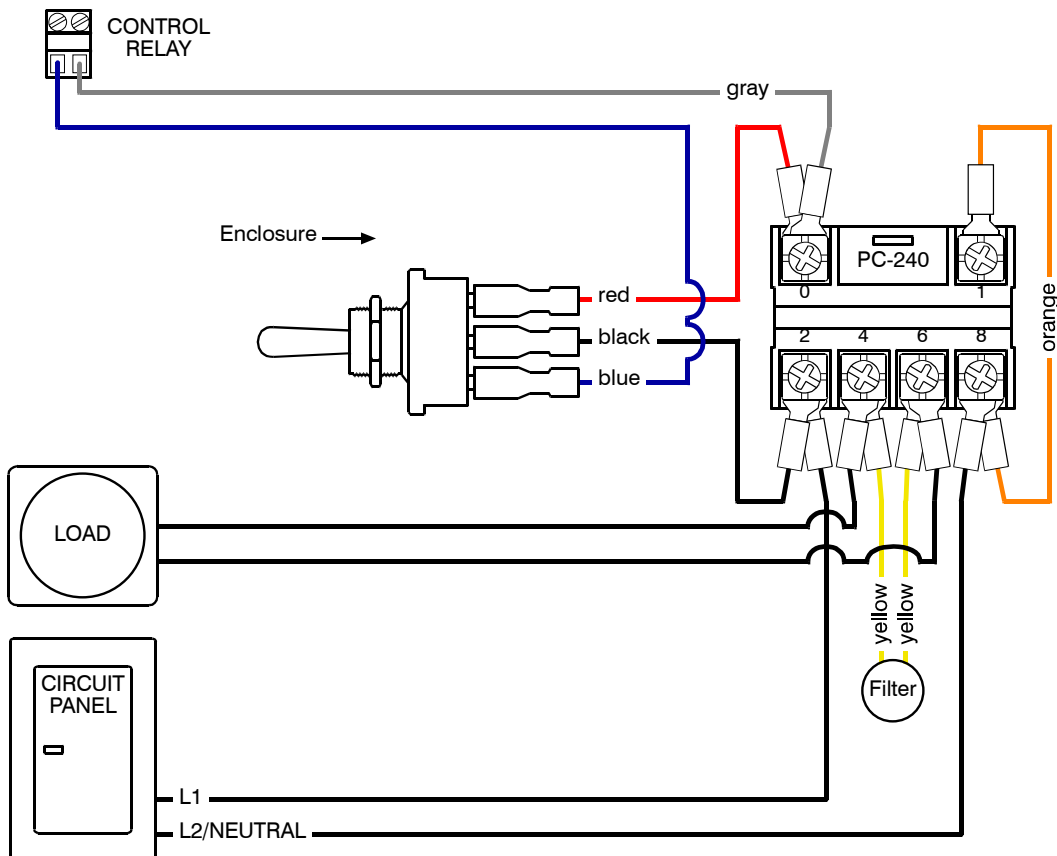 CONTROL
RELAY
gray
Enclosure
PC-240
0
1
red
orange
2
4
6
8
black
blue
LOAD
yellow
yellow
CIRCUIT
PANEL
Filter
L1
L2/NEUTRAL